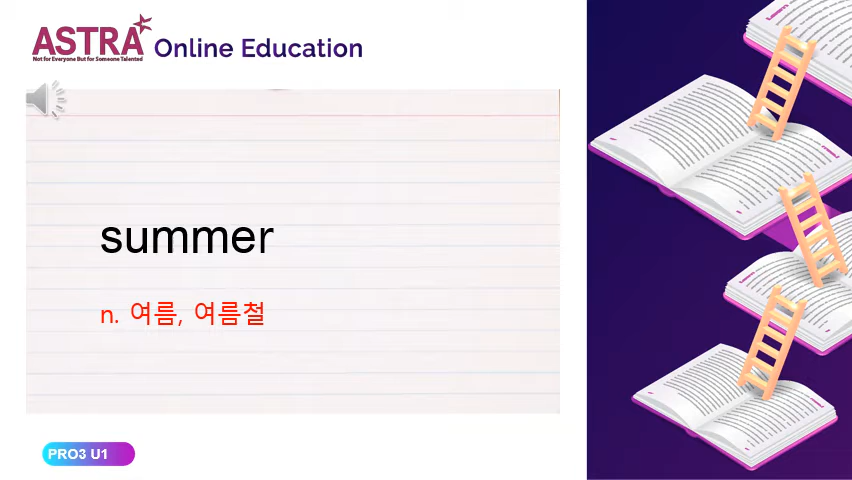 ASTRA
Not for Everyone But for Someone Talented
Online Education
summer
n. 여름, 여름철
PRO3 U1